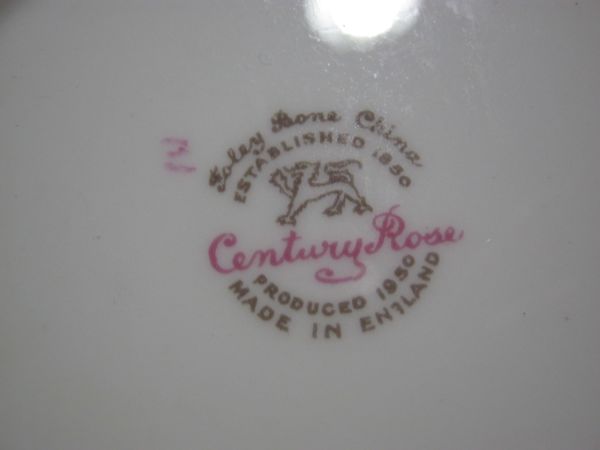 Foley Bone China
ESTABLISHED 1850
Century Rose
PRODUCED 1950
MADE IN ENGLAND